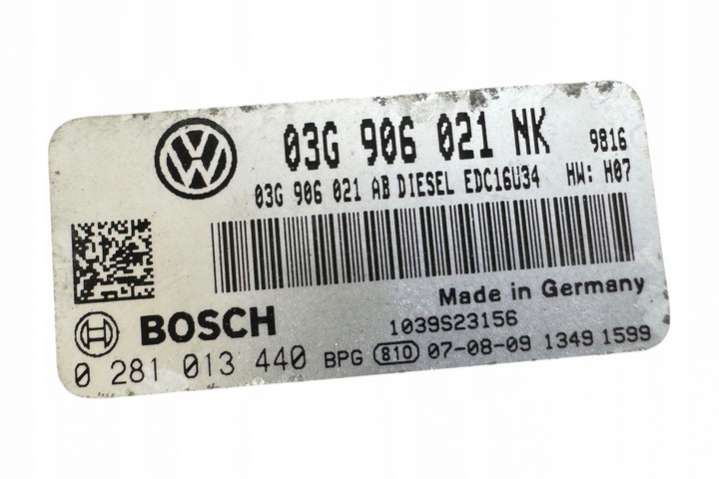 03G 906 021 NK 9816
03G 906 021 AB DIESEL EDC16U34 HW: H07
Made in Germany
BOSCH 1039S23156
0 281 013 440 BPG 810 07-08-09 1349 1599